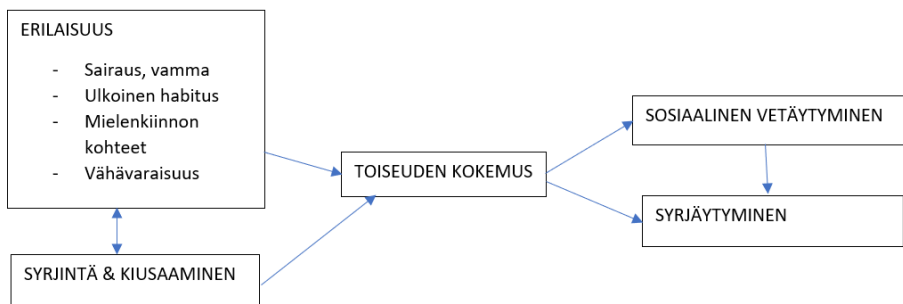 ERILAISUUS
- Sairaus, vamma
- Ulkoinen habitus
- Mielenkiinnon
kohteet
- Vähävaraisuus
SYRJINTÄ & KIUSAAMINEN
TOISEUDEN KOKEMUS
SOSIAALINEN VETÄYTYMINEN
SYRJÄYTYMINEN